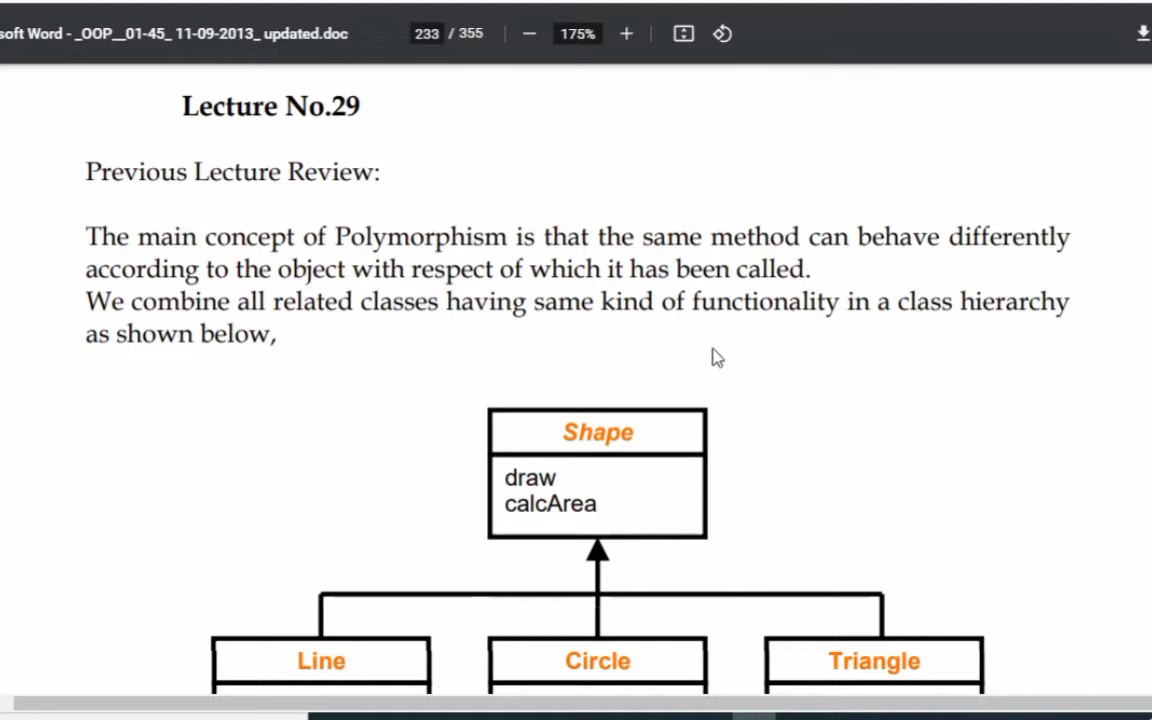 soft Word - _OOP__01-45_ 11-09-2013_ updated.doc 233 / 355 175%
Lecture No.29
Previous Lecture Review:
The main concept of Polymorphism is that the same method can behave differently
according to the object with respect of which it has been called.
We combine all related classes having same kind of functionality in a class hierarchy
as shown below,
Shape
draw
calcArea
Line Circle Triangle